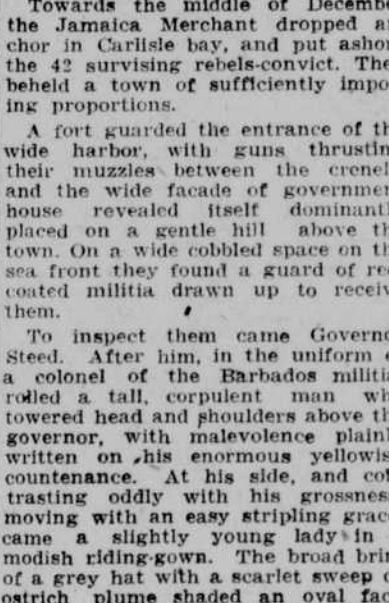 Towards the middle of Decembe
the Jamaica Merchant dropped a
chor in Carlisle bay, and put asho
the 42 survising rebels-convict. The
beheld a town of sufficiently impo
ing proportions.
A fort guarded the entrance of th
wide harbor, with guns thrustin
their muzzles between the crenel
and the wide facade of governmen
house revealed itself dominantl
placed on a gentle hill above th
town. On a wide cobbled space on th
sea front they found a guard of re
coated militia drawn up to receiv
them.
To inspect them came Governo
Steed. After him, in the uniform
a colonel of the Barbados militia
rolled a tall, corpulent man wh
towered head and shoulders above th
governor, with malevolence plainl
written on his enormous yellowis
countenance. At his side, and co
trasting oddly with his grossnes
moving with an easy stripling grac
came a slightly young lady in
modish riding-gown. The broad brin
of a grey hat with a scarlet sweep
ostrich plume shaded an oval fac